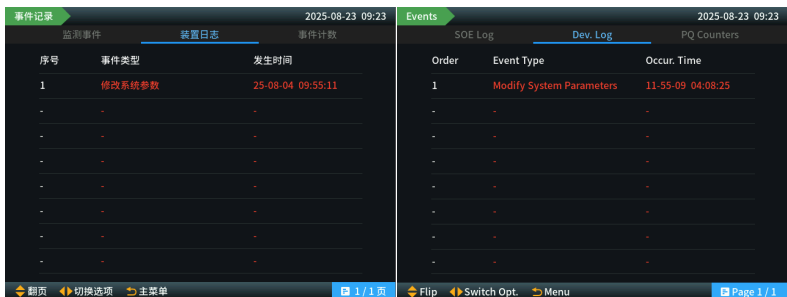 事件记录 2025-08-23 09:23
监测事件 装置日志 事件计数
序号 事件类型 发生时间
1 修改系统参数 25-08-04 09:55:11
- - -
- - -
- - -
- - -
- - -
- - -
- - -
翻页 切换选项 主菜单 1 / 1 页
Events 2025-08-23 09:23
SOE Log Dev. Log PQ Counters
Order Event Type Occur. Time
1 Modify System Parameters 11-55-09 04:08:25
- - -
- - -
- - -
- - -
- - -
- - -
- - -
Flip Switch Opt. Menu Page 1 / 1